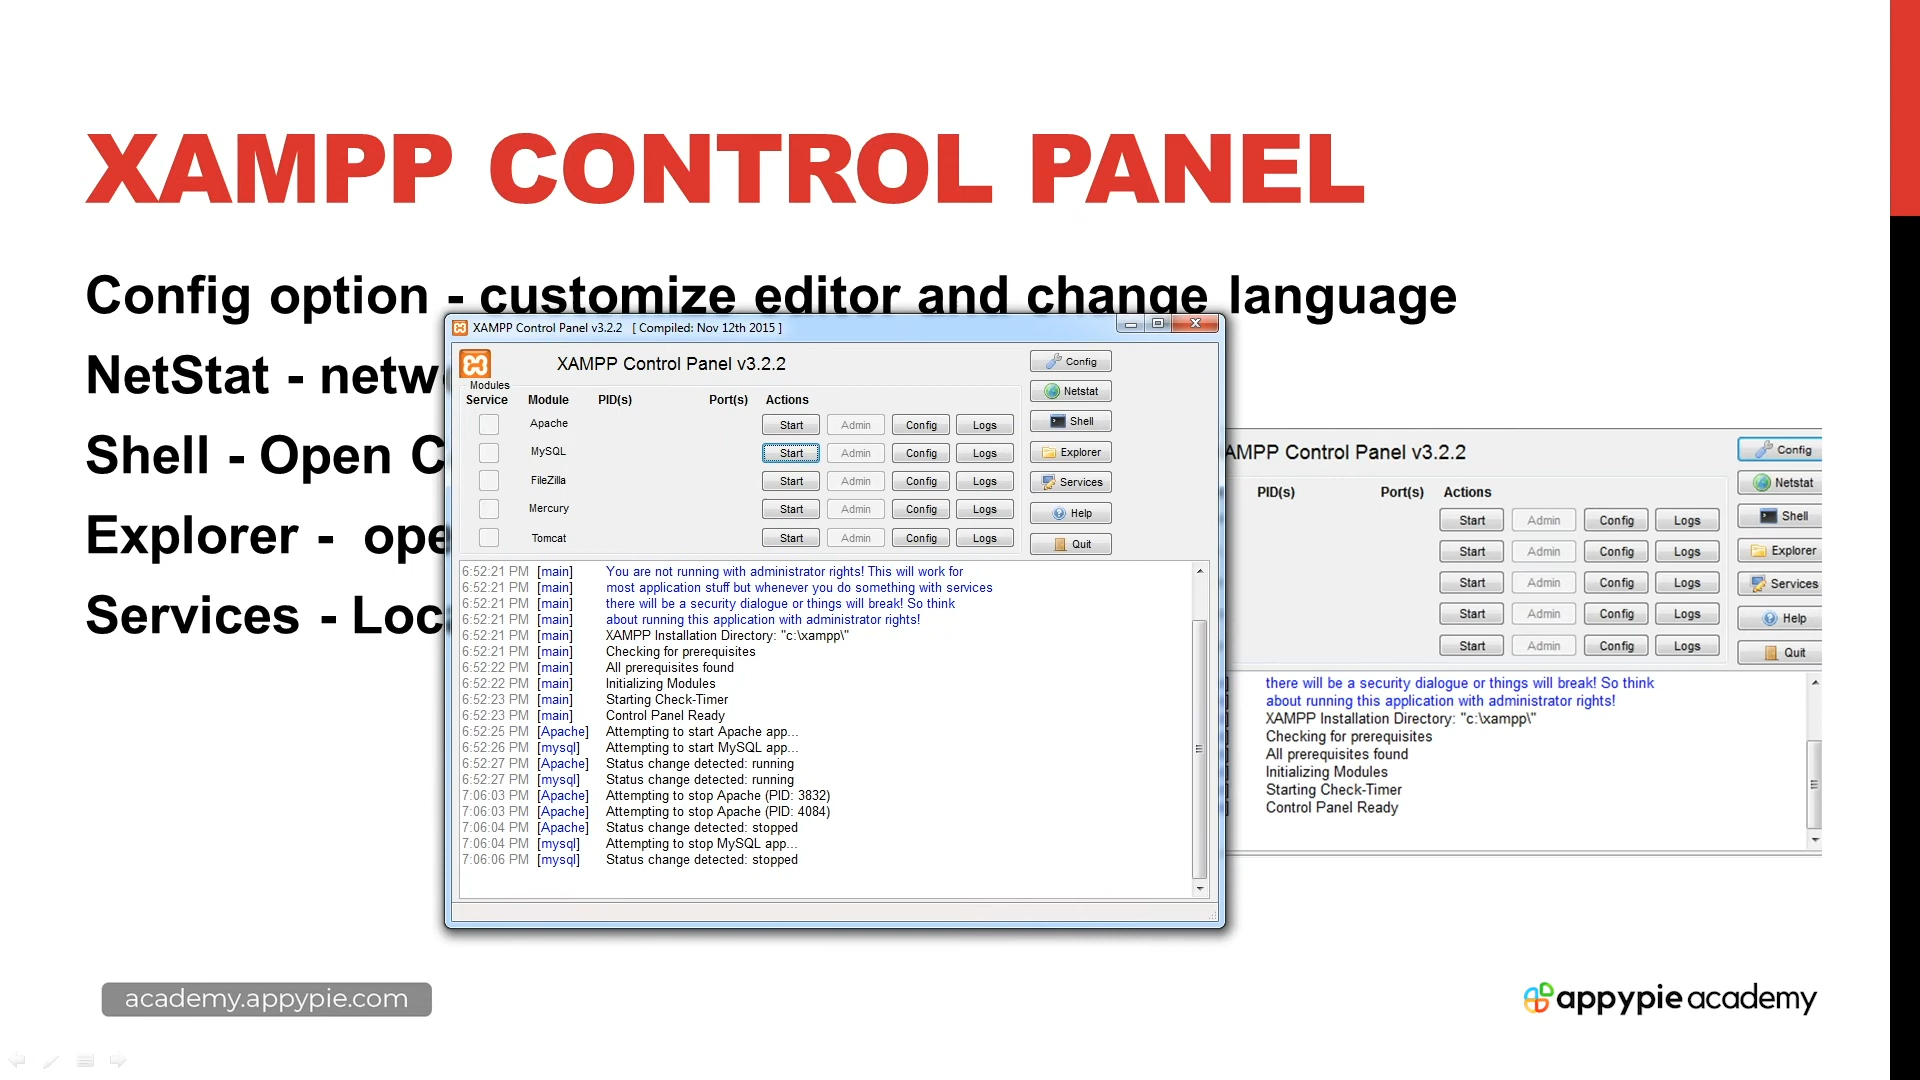 XAMPP CONTROL PANEL
Config option - customize editor and change language
NetStat - netw
Shell - Open C
Explorer - ope
Services - Loc
XAMPP Control Panel v3.2.2 [ Compiled: Nov 12th 2015 ]
XAMPP Control Panel v3.2.2
Config
Modules
Netstat
Service Module PID(s) Port(s) Actions
Apache Start Admin Config Logs
Shell
MySQL Start Admin Config Logs
Explorer
FileZilla Start Admin Config Logs
Services
Mercury Start Admin Config Logs
Help
Tomcat Start Admin Config Logs
Quit
6:52:21 PM [main] You are not running with administrator rights! This will work for
6:52:21 PM [main] most application stuff but whenever you do something with services
6:52:21 PM [main] there will be a security dialogue or things will break! So think
6:52:21 PM [main] about running this application with administrator rights!
6:52:21 PM [main] XAMPP Installation Directory: "c:\xampp\"
6:52:21 PM [main] Checking for prerequisites
6:52:22 PM [main] All prerequisites found
6:52:22 PM [main] Initializing Modules
6:52:23 PM [main] Starting Check-Timer
6:52:23 PM [main] Control Panel Ready
6:52:25 PM [Apache] Attempting to start Apache app...
6:52:26 PM [mysql] Attempting to start MySQL app...
6:52:27 PM [Apache] Status change detected: running
6:52:27 PM [mysql] Status change detected: running
7:06:03 PM [Apache] Attempting to stop Apache (PID: 3832)
7:06:03 PM [Apache] Attempting to stop Apache (PID: 4084)
7:06:04 PM [Apache] Status change detected: stopped
7:06:04 PM [mysql] Attempting to stop MySQL app...
7:06:06 PM [mysql] Status change detected: stopped
AMPP Control Panel v3.2.2
Config
Netstat
PID(s) Port(s) Actions
Start Admin Config Logs
Shell
Start Admin Config Logs
Explorer
Start Admin Config Logs
Services
Start Admin Config Logs
Help
Start Admin Config Logs
Quit
there will be a security dialogue or things will break! So think
about running this application with administrator rights!
XAMPP Installation Directory: "c:\xampp\"
Checking for prerequisites
All prerequisites found
Initializing Modules
Starting Check-Timer
Control Panel Ready
academy.appypie.com
appypie academy